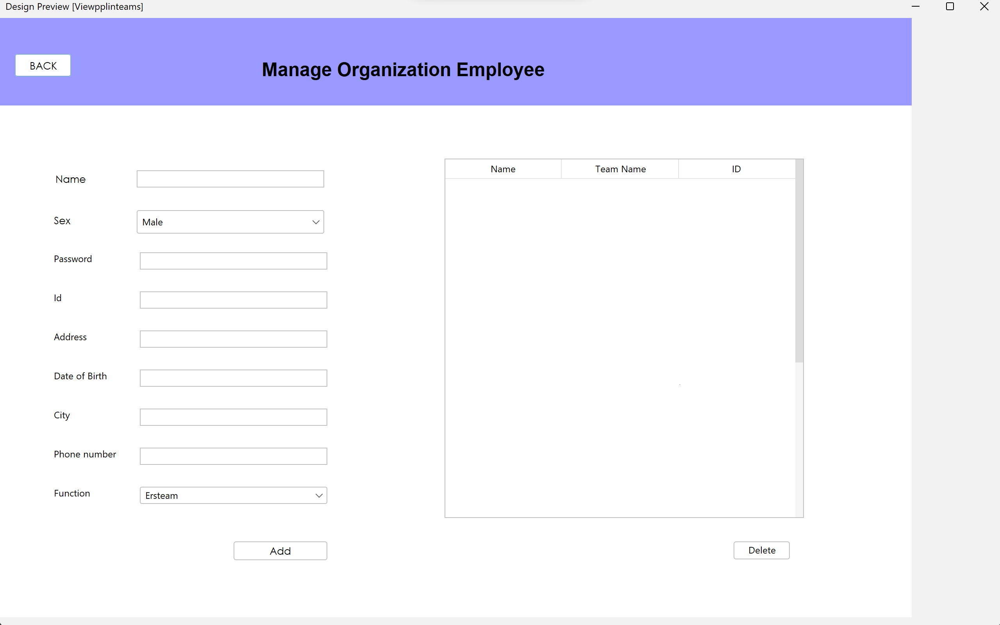 Design Preview [Viewpplinteams]
BACK
Manage Organization Employee
Name
Sex
Male
Password
Id
Address
Date of Birth
City
Phone number
Function
Ersteam
Add
Name Team Name ID
Delete